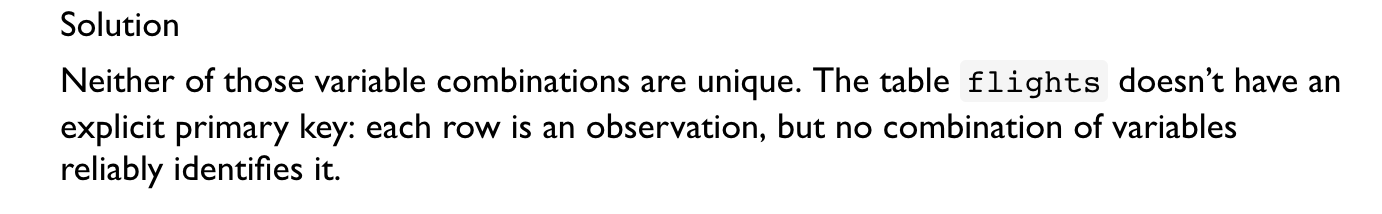 Solution
Neither of those variable combinations are unique. The table flights doesn’t have an
explicit primary key: each row is an observation, but no combination of variables
reliably identifies it.